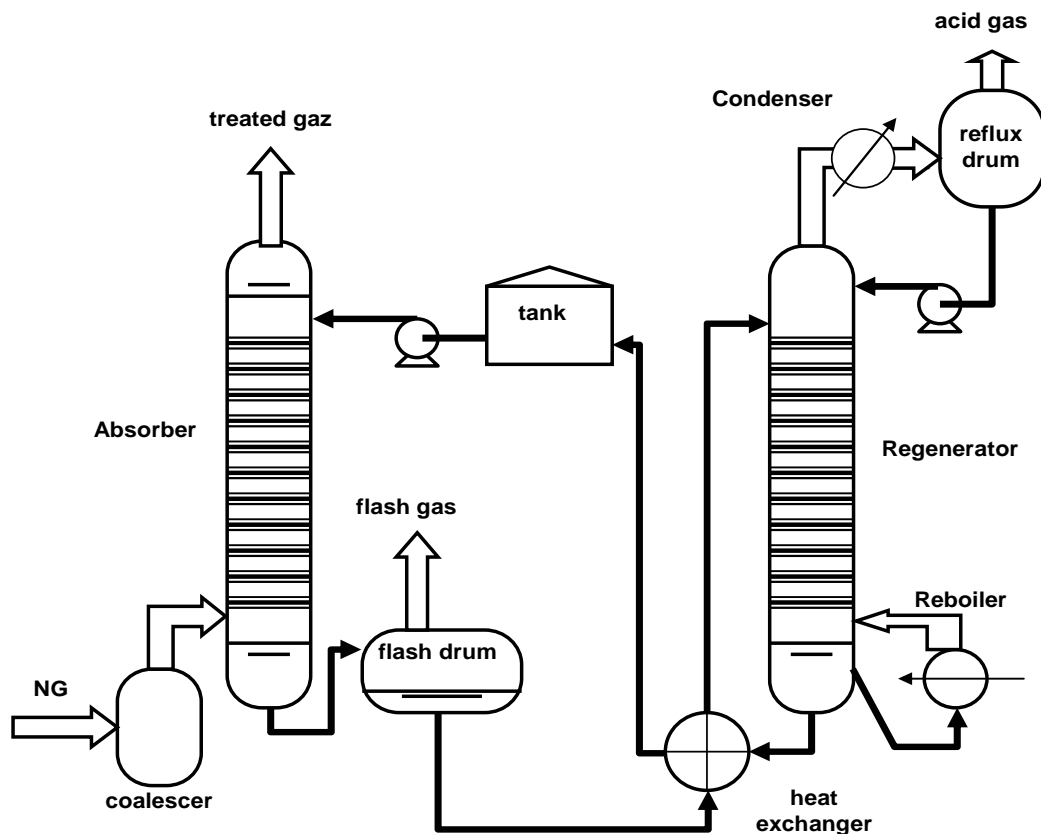 acid gas
Condenser
treated gaz
reflux
drum
tank
Absorber
Regenerator
flash gas
Reboiler
flash drum
NG
coalescer
heat
exchanger